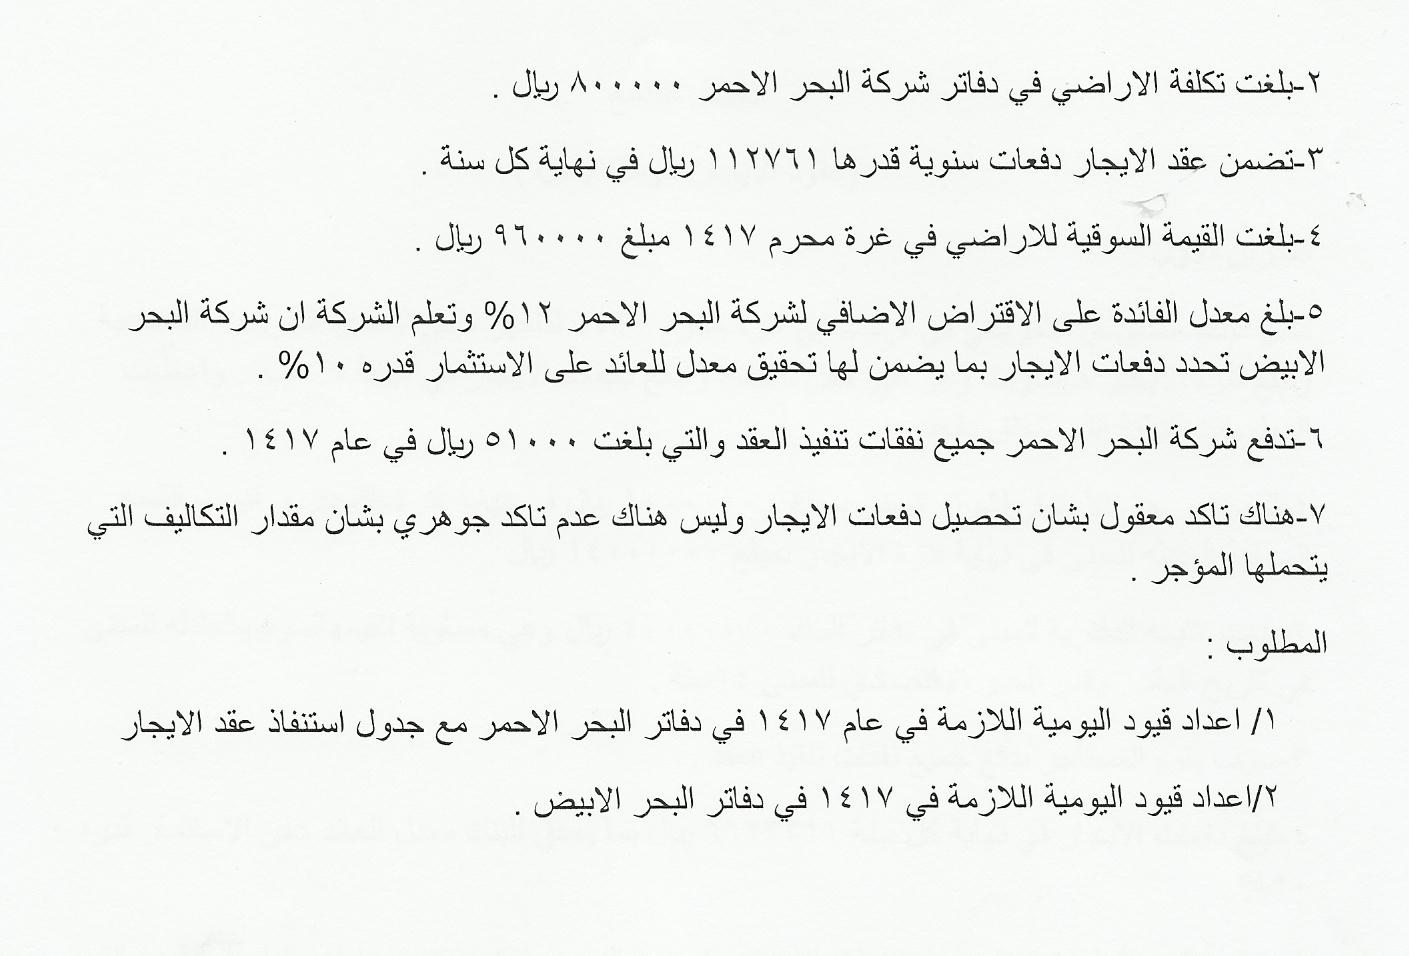 ٢-بلغت تكلفة الاراضي في دفاتر شركة البحر الاحمر ٨٠٠٠٠٠ ريال .
٣-تضمن عقد الايجار دفعات سنوية قدرها ١١٢٧٦١ ريال في نهاية كل سنة .
٤-بلغت القيمة السوقية للاراضي في غرة محرم ١٤١٧ مبلغ ٩٦٠٠٠٠ ريال .
٥-بلغ معدل الفائدة على الاقتراض الاضافي لشركة البحر الاحمر ١٢% وتعلم الشركة ان شركة البحر
الابيض تحدد دفعات الايجار بما يضمن لها تحقيق معدل للعائد على الاستثمار قدره ١٠% .
٦-تدفع شركة البحر الاحمر جميع نفقات تنفيذ العقد والتي بلغت ٥١٠٠٠ ريال في عام ١٤١٧ .
٧-هناك تاكد معقول بشان تحصيل دفعات الايجار وليس هناك عدم تاكد جوهري بشان مقدار التكاليف التي
يتحملها المؤجر .
المطلوب :
١/ اعداد قيود اليومية اللازمة في عام ١٤١٧ في دفاتر البحر الاحمر مع جدول استنفاذ عقد الايجار
٢/اعداد قيود اليومية اللازمة في ١٤١٧ في دفاتر البحر الابيض .